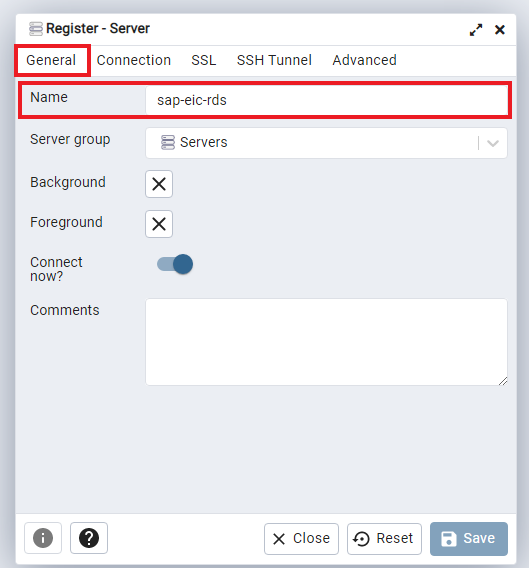 Register - Server
General Connection SSL SSH Tunnel Advanced
Name sap-eic-rds
Server group Servers
Background
Foreground
Connect
now?
Comments
Close Reset Save